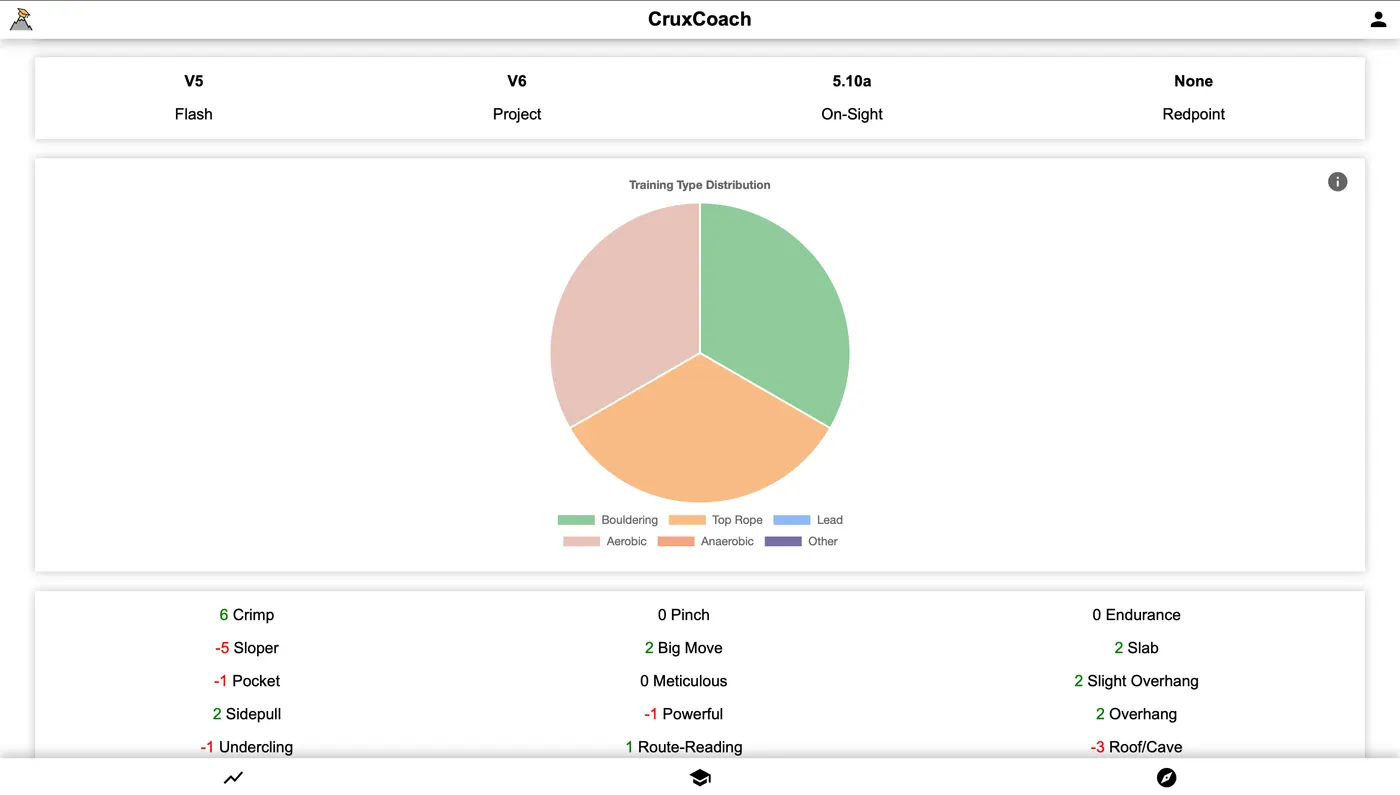 CruxCoach
V5 V6 5.10a None
Flash Project On-Sight Redpoint
Training Type Distribution
Bouldering Top Rope Lead
Aerobic Anaerobic Other
6 Crimp 0 Pinch 0 Endurance
-5 Sloper 2 Big Move 2 Slab
-1 Pocket 0 Meticulous 2 Slight Overhang
2 Sidepull -1 Powerful 2 Overhang
-1 Undercling 1 Route-Reading -3 Roof/Cave